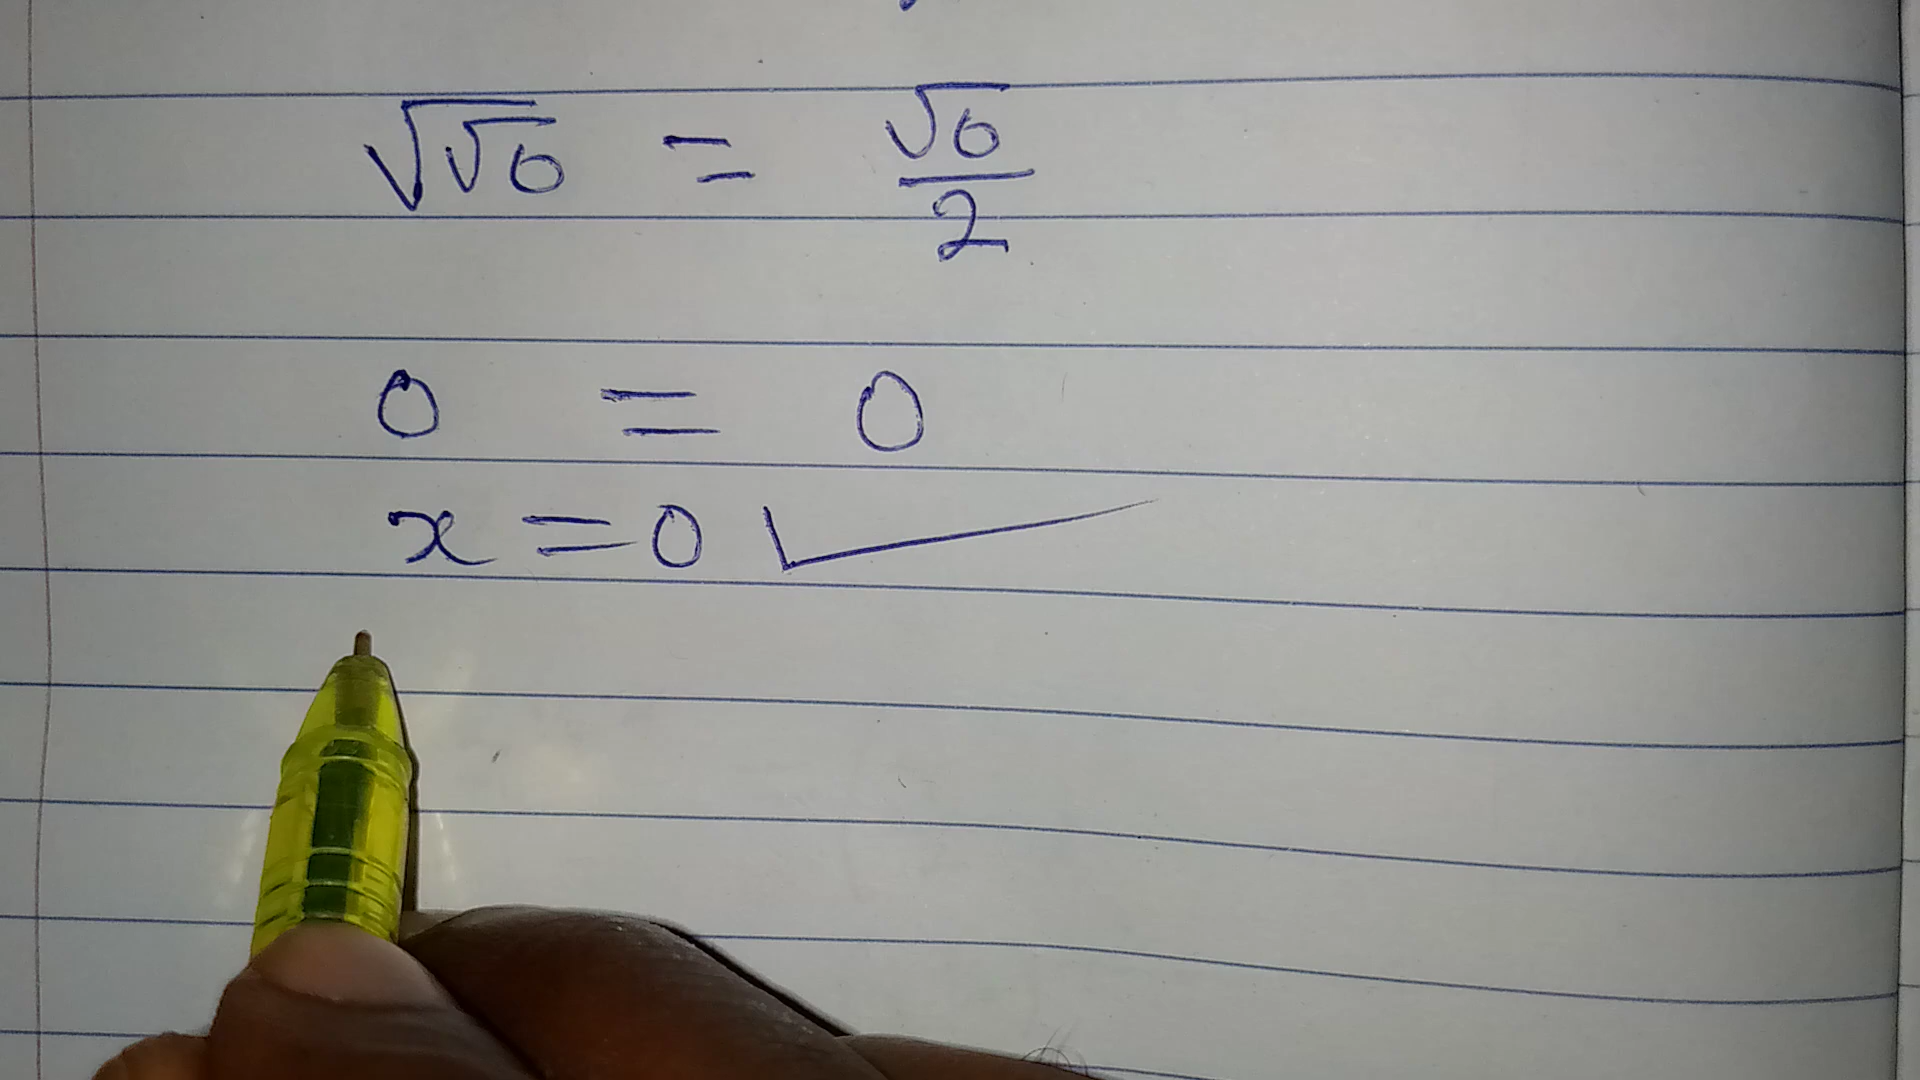 √√0 = √0/2
0 = 0
x = 0 ✓